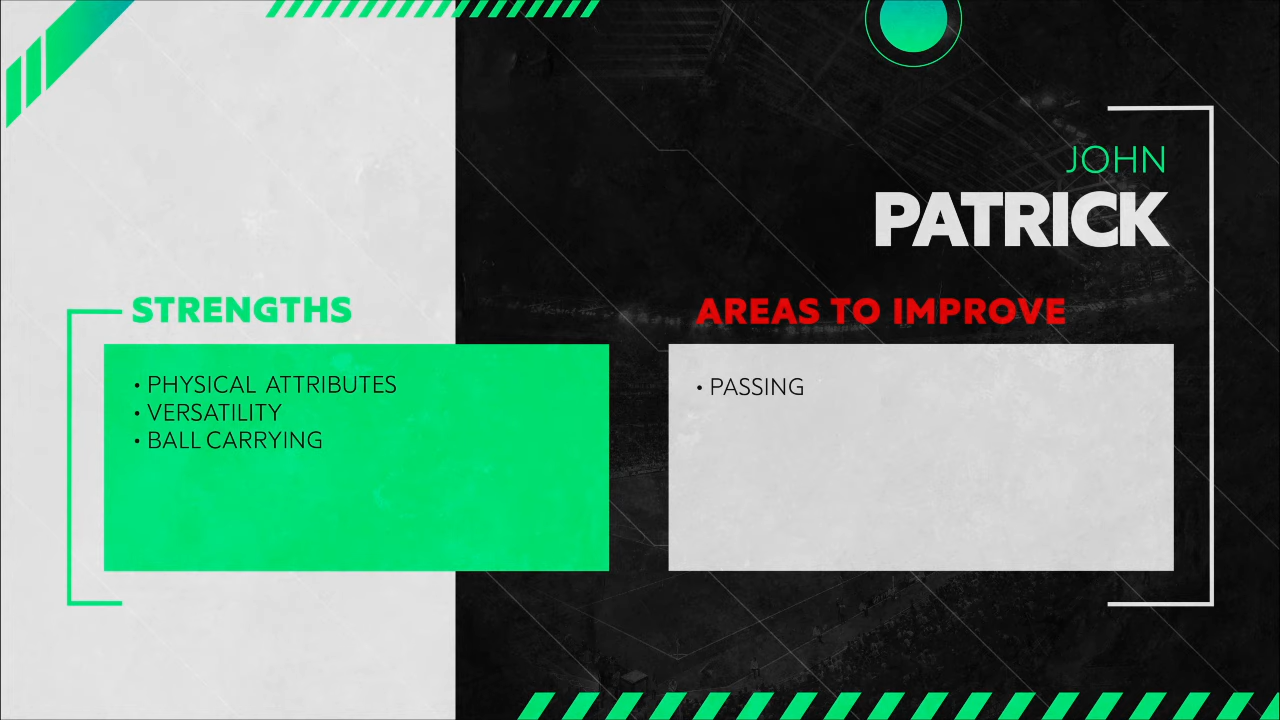 JOHN
PATRICK
STRENGTHS
• PHYSICAL ATTRIBUTES
• VERSATILITY
• BALL CARRYING
AREAS TO IMPROVE
• PASSING